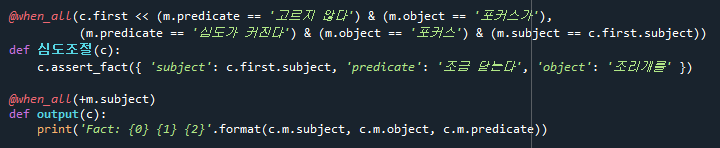 @when_all(c.first << (m.predicate == '고르지 않다') & (m.object == '포커스가'),
(m.predicate == '심도가 커진다') & (m.object == '포커스') & (m.subject == c.first.subject))
def 심도조절(c):
c.assert_fact({ 'subject': c.first.subject, 'predicate': '조금 닫는다', 'object': '조리개를' })
@when_all(+m.subject)
def output(c):
print('Fact: {0} {1} {2}'.format(c.m.subject, c.m.object, c.m.predicate))